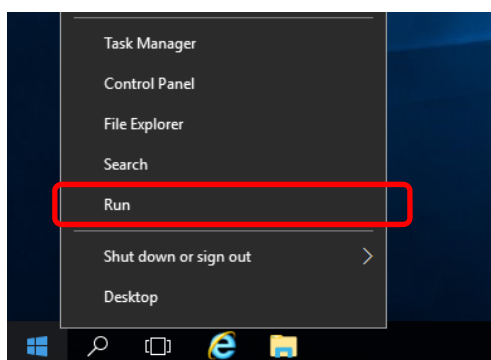 Task Manager
Control Panel
File Explorer
Search
Run
Shut down or sign out
Desktop